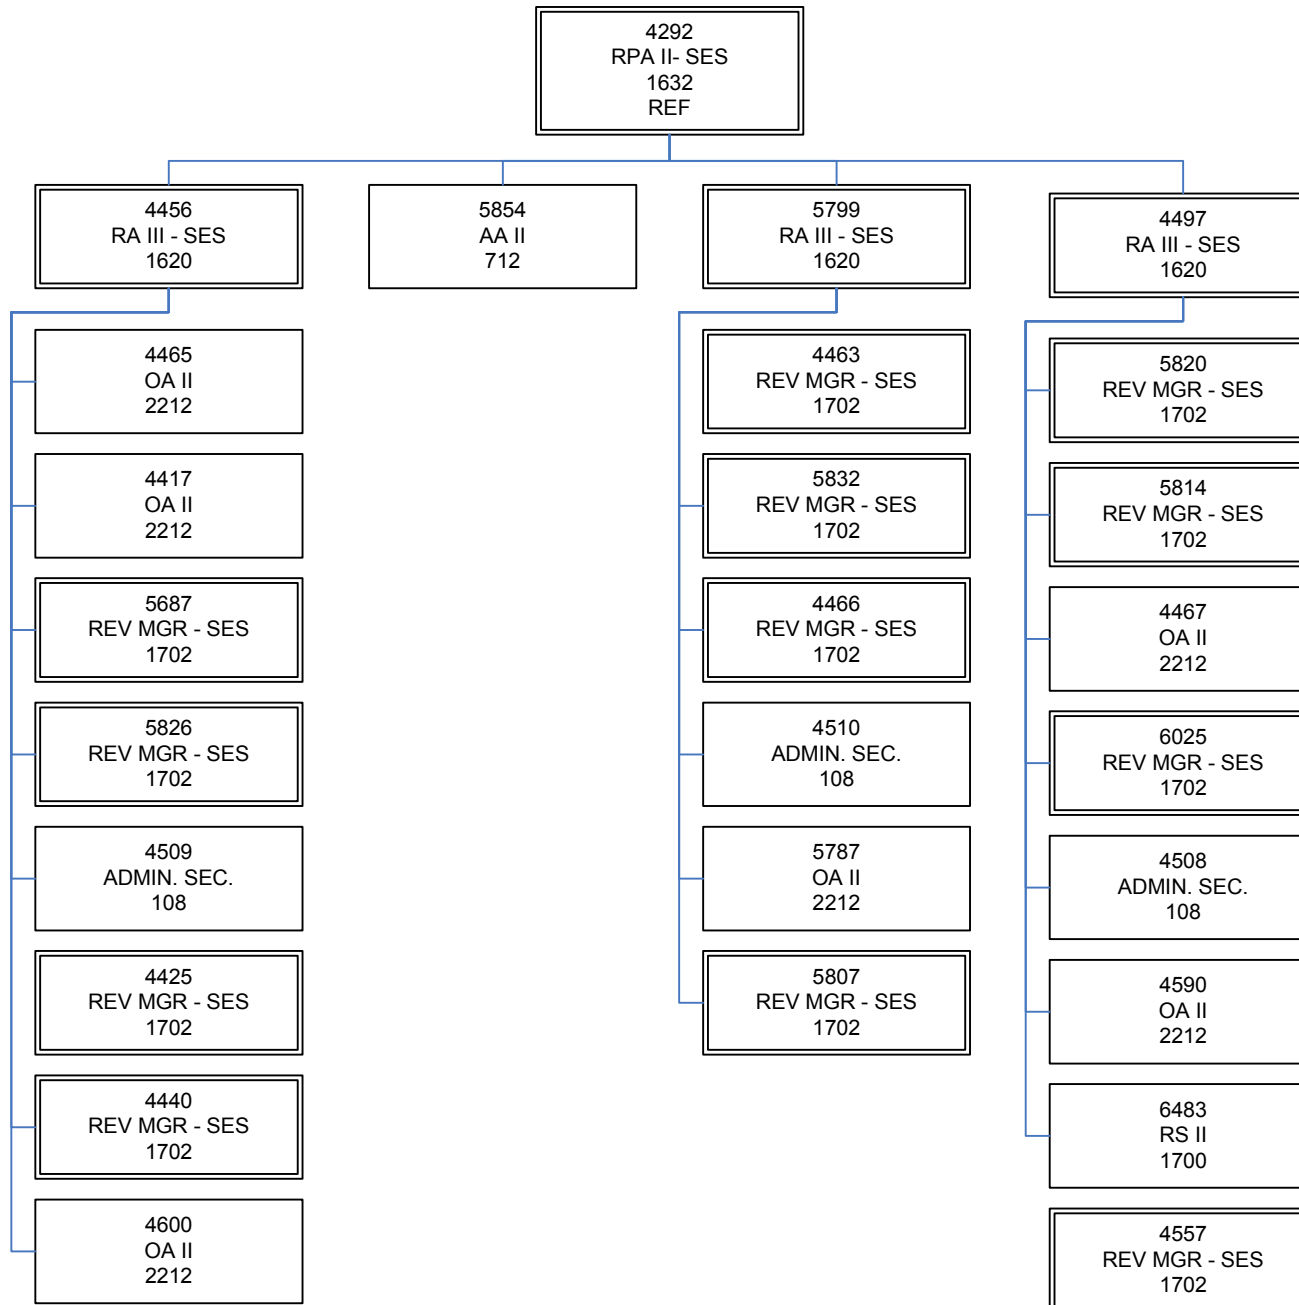 4292
RPA II- SES
1632
REF
4456
RA III - SES
1620
5854
AA II
712
5799
RA III - SES
1620
4497
RA III - SES
1620
4465
OA II
2212
4417
OA II
2212
5687
REV MGR - SES
1702
5826
REV MGR - SES
1702
4509
ADMIN. SEC.
108
4425
REV MGR - SES
1702
4440
REV MGR - SES
1702
4600
OA II
2212
4463
REV MGR - SES
1702
5832
REV MGR - SES
1702
4466
REV MGR - SES
1702
4510
ADMIN. SEC.
108
5787
OA II
2212
5807
REV MGR - SES
1702
5820
REV MGR - SES
1702
5814
REV MGR - SES
1702
4467
OA II
2212
6025
REV MGR - SES
1702
4508
ADMIN. SEC.
108
4590
OA II
2212
6483
RS II
1700
4557
REV MGR - SES
1702